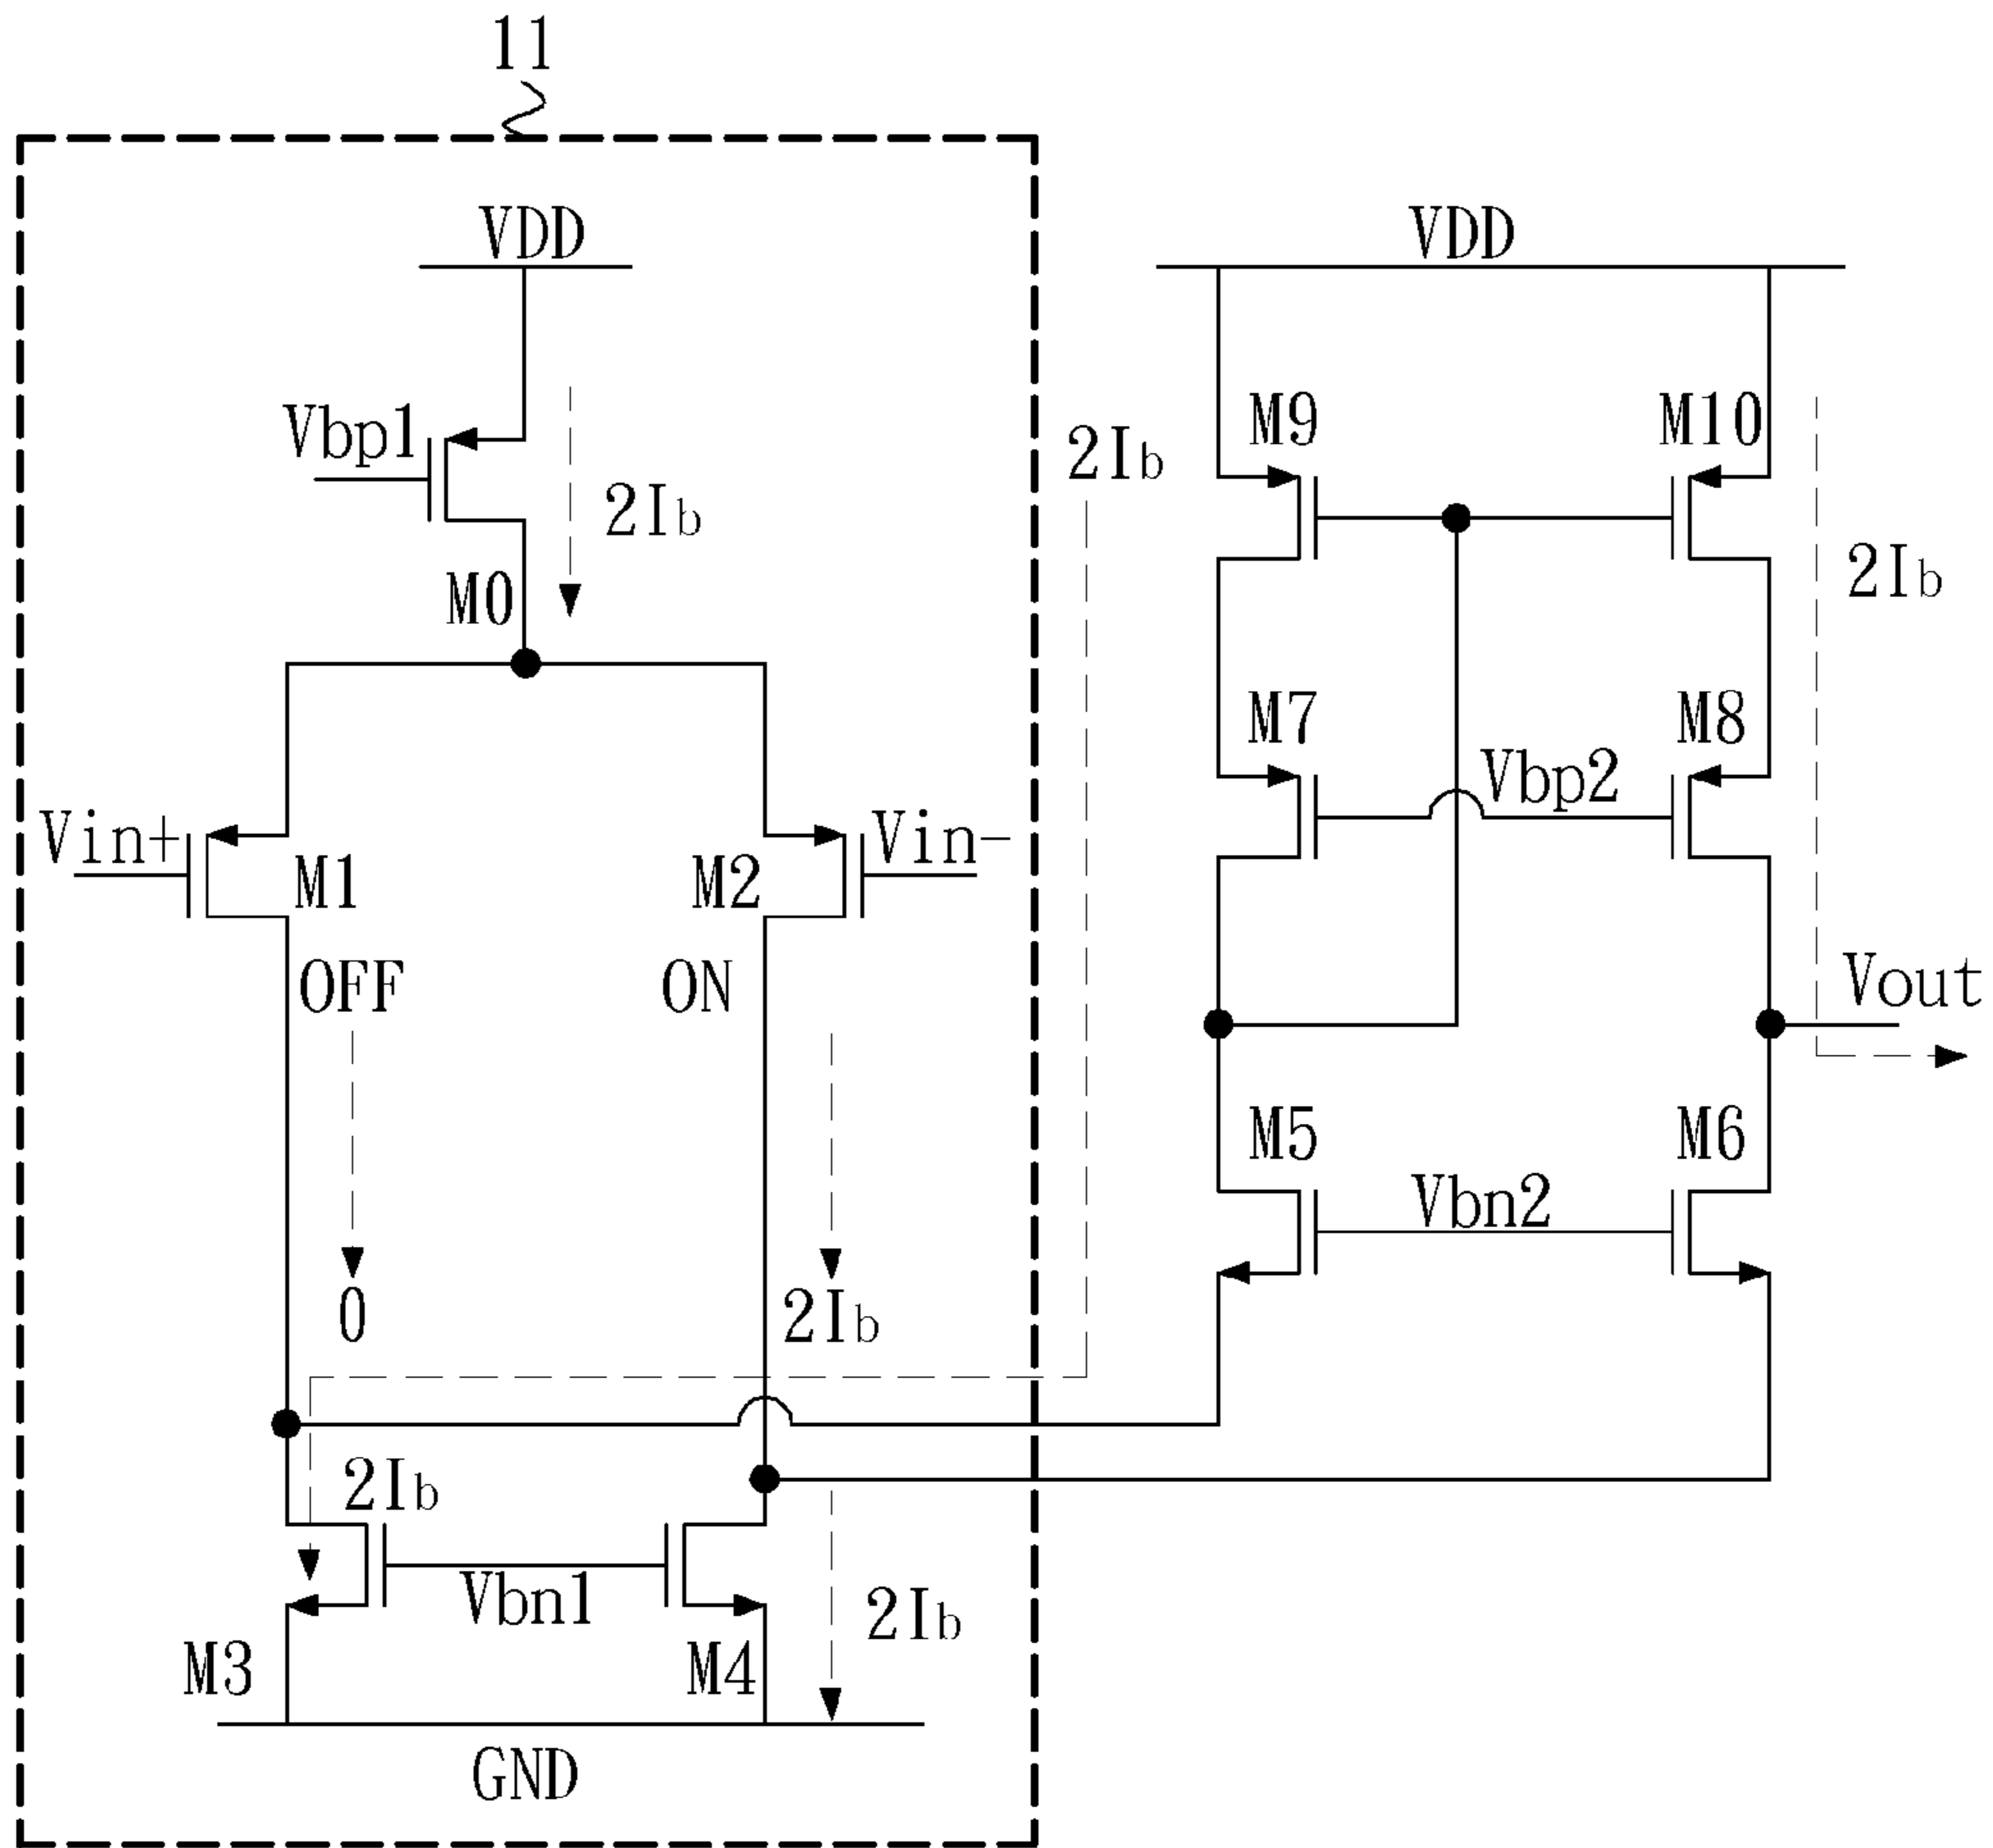 11
VDD
VDD
Vbp1
M9
M10
2Ib
2Ib
2Ib
M0
M7
M8
Vbp2
Vin+
M1
M2
Vin-
OFF
ON
Vout
M5
M6
Vbn2
0
2Ib
2Ib
Vbn1
2Ib
M3
M4
GND